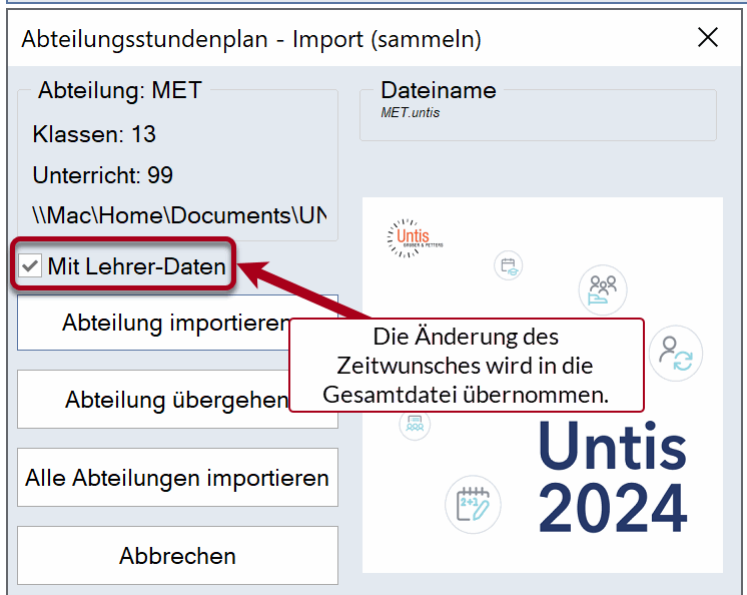 Abteilungsstundenplan - Import (sammeln)
Abteilung: MET
Klassen: 13
Unterricht: 99
\\Mac\Home\Documents\UN
Dateiname
MET.untis
Mit Lehrer-Daten
Abteilung importieren
Abteilung übergehen
Alle Abteilungen importieren
Abbrechen
Die Änderung des
Zeitwunsches wird in die
Gesamtdatei übernommen.
Untis
GRUBER & PETTERS
2+3
Untis
2024